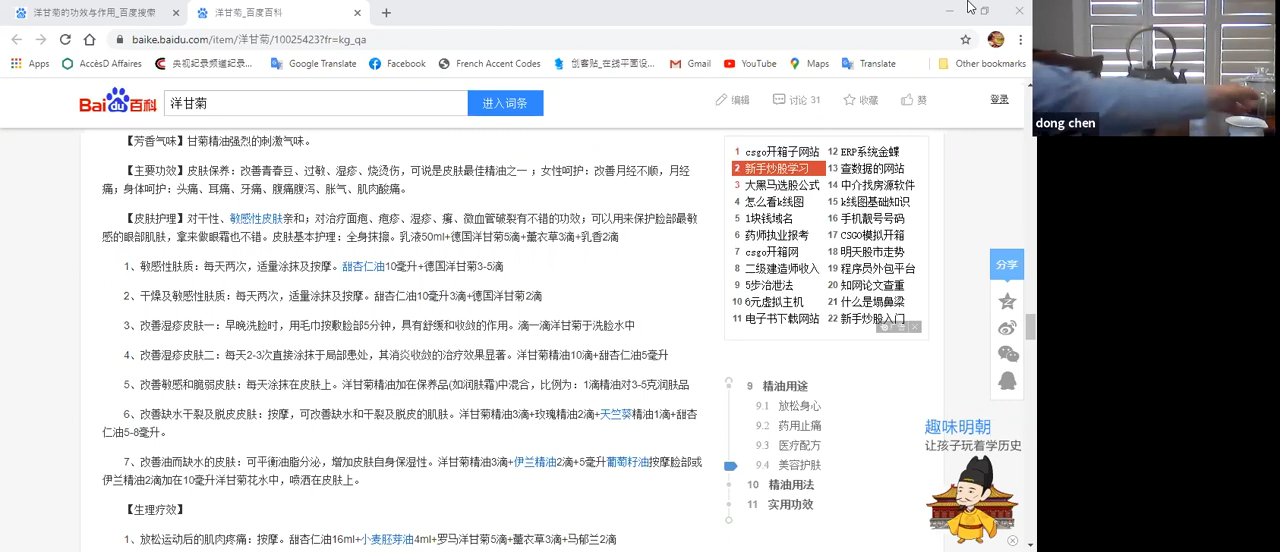 洋甘菊的功效与作用_百度搜索
洋甘菊_百度百科
baike.baidu.com/item/洋甘菊/10025423?fr=kg_qa
Apps
AccèsD Affaires
央视纪录频道_纪录...
Google Translate
Facebook
French Accent Codes
创客贴_在线平面设...
Gmail
YouTube
Maps
Translate
Other bookmarks
Bai du 百科
洋甘菊
进入词条
编辑
讨论 31
收藏
赞
登录
【芳香气味】甘菊精油强烈的刺激气味。
【主要功效】皮肤保养：改善青春豆、过敏、湿疹、烧烫伤，可说是皮肤最佳精油之一；女性呵护：改善月经不顺，月经
痛；身体呵护：头痛、耳痛、牙痛、腹痛腹泻、胀气、肌肉酸痛。
【皮肤护理】对干性、敏感性皮肤亲和；对治疗面疱、疱疹、湿疹、癣、微血管破裂有不错的功效；可以用来保护脸部最敏
感的眼部肌肤，拿来做眼霜也不错。皮肤基本护理：全身抹擦。乳液50ml+德国洋甘菊5滴+薰衣草3滴+乳香2滴
1、敏感性肤质：每天两次，适量涂抹及按摩。甜杏仁油10毫升+德国洋甘菊3-5滴
2、干燥及敏感性肤质：每天两次，适量涂抹及按摩。甜杏仁油10毫升3滴+德国洋甘菊2滴
3、改善湿疹皮肤一：早晚洗脸时，用毛巾按敷脸部5分钟，具有舒缓和收敛的作用。滴一滴洋甘菊于洗脸水中
4、改善湿疹皮肤二：每天2-3次直接涂抹于局部患处，其消炎收敛的治疗效果显著。洋甘菊精油10滴+甜杏仁油5毫升
5、改善敏感和脆弱皮肤：每天涂抹在皮肤上。洋甘菊精油加在保养品(如润肤霜)中混合，比例为：1滴精油对3-5克润肤品
6、改善缺水干裂及脱皮皮肤：按摩，可改善缺水和干裂及脱皮的肌肤。洋甘菊精油3滴+玫瑰精油2滴+天竺葵精油1滴+甜杏
仁油5-8毫升。
7、改善油而缺水的皮肤：可平衡油脂分泌，增加皮肤自身保湿性。洋甘菊精油3滴+伊兰精油2滴+5毫升葡萄籽油按摩脸部或
伊兰精油2滴加在10毫升洋甘菊花水中，喷洒在皮肤上。
【生理疗效】
1、放松运动后的肌肉疼痛：按摩。甜杏仁油16ml+小麦胚芽油4ml+罗马洋甘菊5滴+薰衣草3滴+马郁兰2滴
1 csgo开箱子网站 12 ERP系统金蝶
2 新手炒股学习 13 查数据的网站
3 大黑马选股公式 14 中介找房源软件
4 怎么看k线图 15 k线图基础知识
5 1块钱域名 16 手机靓号号码
6 药师执业报考 17 CSGO模拟开箱
7 csgo开箱网 18 明天股市走势
8 二级建造师收入 19 程序员外包平台
9 5步治泄法 20 知网论文查重
10 6元虚拟主机 21 什么是塌鼻梁
11 电子书下载网站 22 新手炒股入门
广告
9 精油用途
9.1 放松身心
9.2 药用止痛
9.3 医疗配方
9.4 美容护肤
10 精油用法
11 实用功效
分享
趣味明朝
让孩子玩着学历史
dong chen